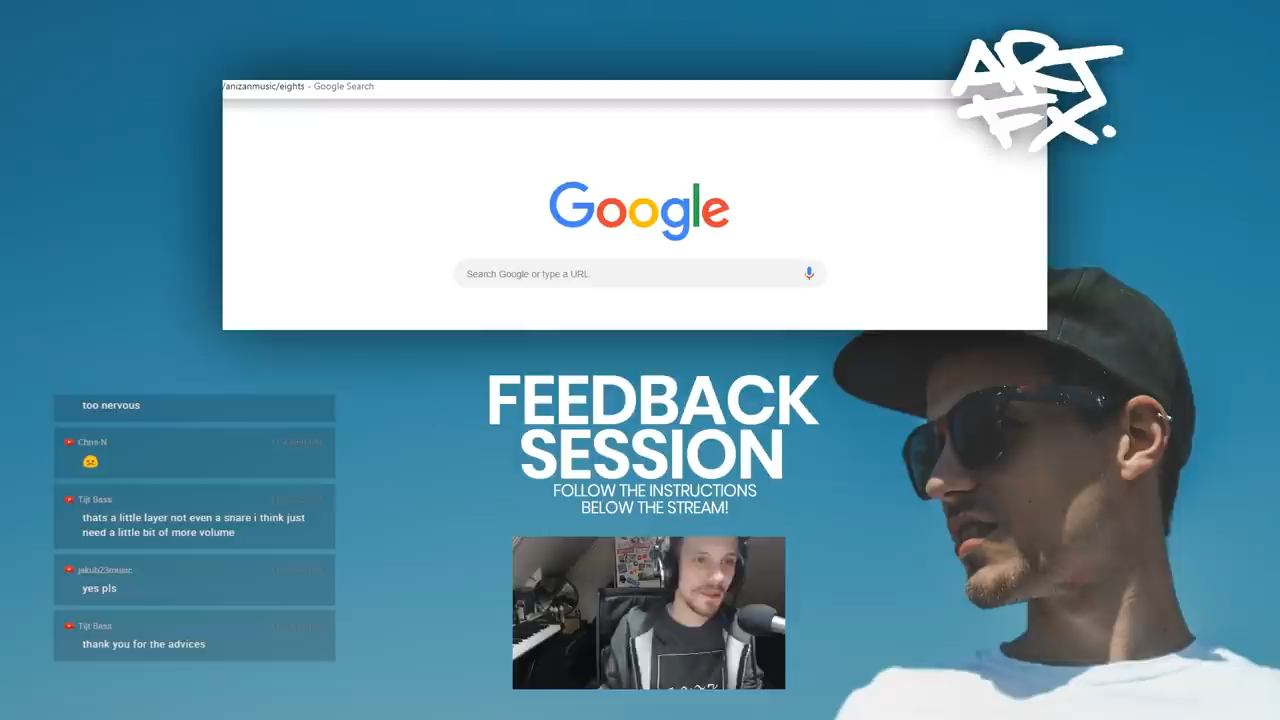 /anizanmusic/eights - Google Search
ART
FX.
Google
Search Google or type a URL
too nervous
Chris-N
Tijt Bass
thats a little layer not even a snare i think just
need a little bit of more volume
jakub23music
yes pls
Tijt Bass
thank you for the advices
FEEDBACK
SESSION
FOLLOW THE INSTRUCTIONS
BELOW THE STREAM!